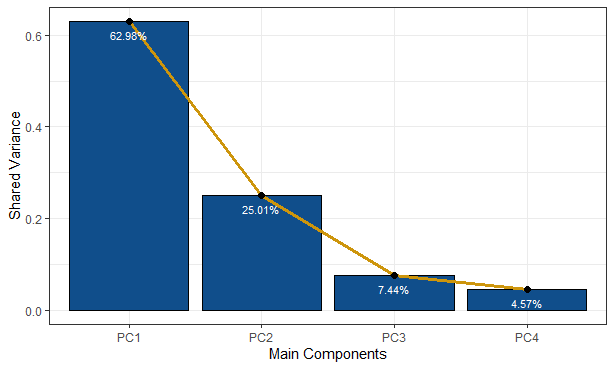 Shared Variance
0.6
0.4
0.2
0.0
62.98%
25.01%
7.44%
4.57%
PC1 PC2 PC3 PC4
Main Components